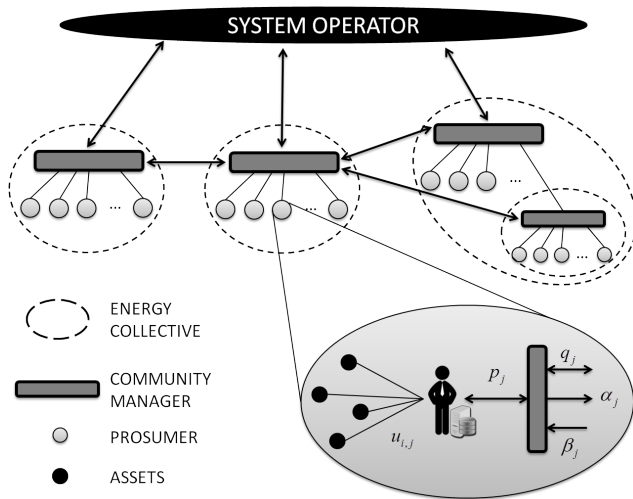 SYSTEM OPERATOR
...
...
...
...
ENERGY
COLLECTIVE
COMMUNITY
MANAGER
PROSUMER
ASSETS
u_{i,j}
p_j
q_j
α_j
β_j